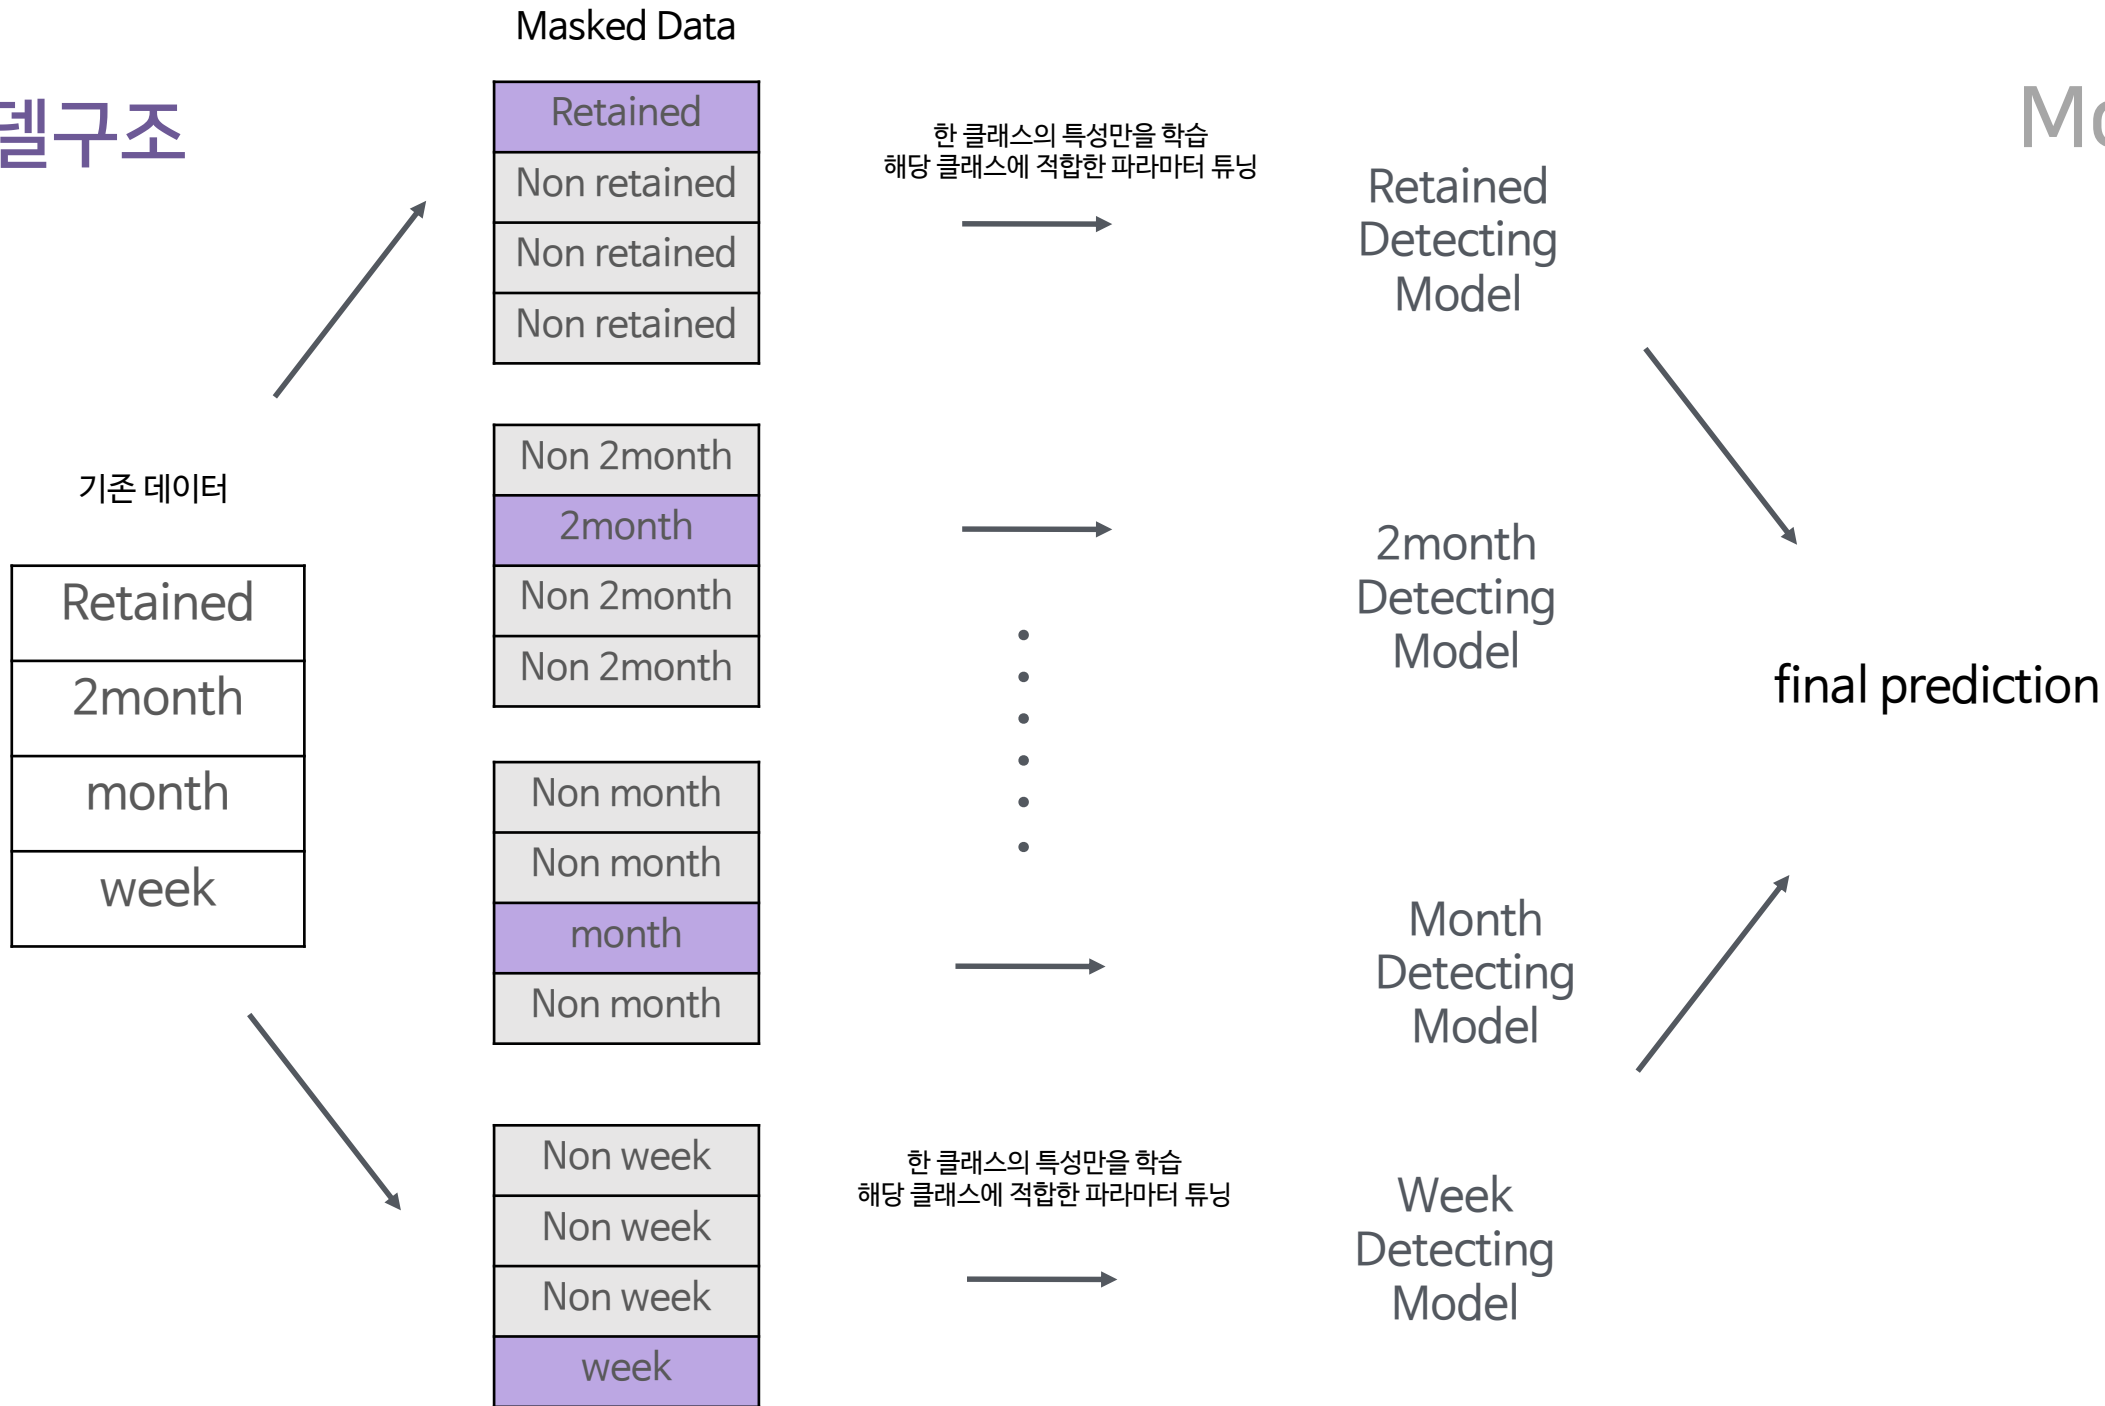 Masked Data
델구조
Mo
기존 데이터
Retained
2month
month
week
Retained
Non retained
Non retained
Non retained
Non 2month
2month
Non 2month
Non 2month
Non month
Non month
month
Non month
Non week
Non week
Non week
week
한 클래스의 특성만을 학습
해당 클래스에 적합한 파라마터 튜닝
한 클래스의 특성만을 학습
해당 클래스에 적합한 파라마터 튜닝
Retained
Detecting
Model
2month
Detecting
Model
Month
Detecting
Model
Week
Detecting
Model
final prediction